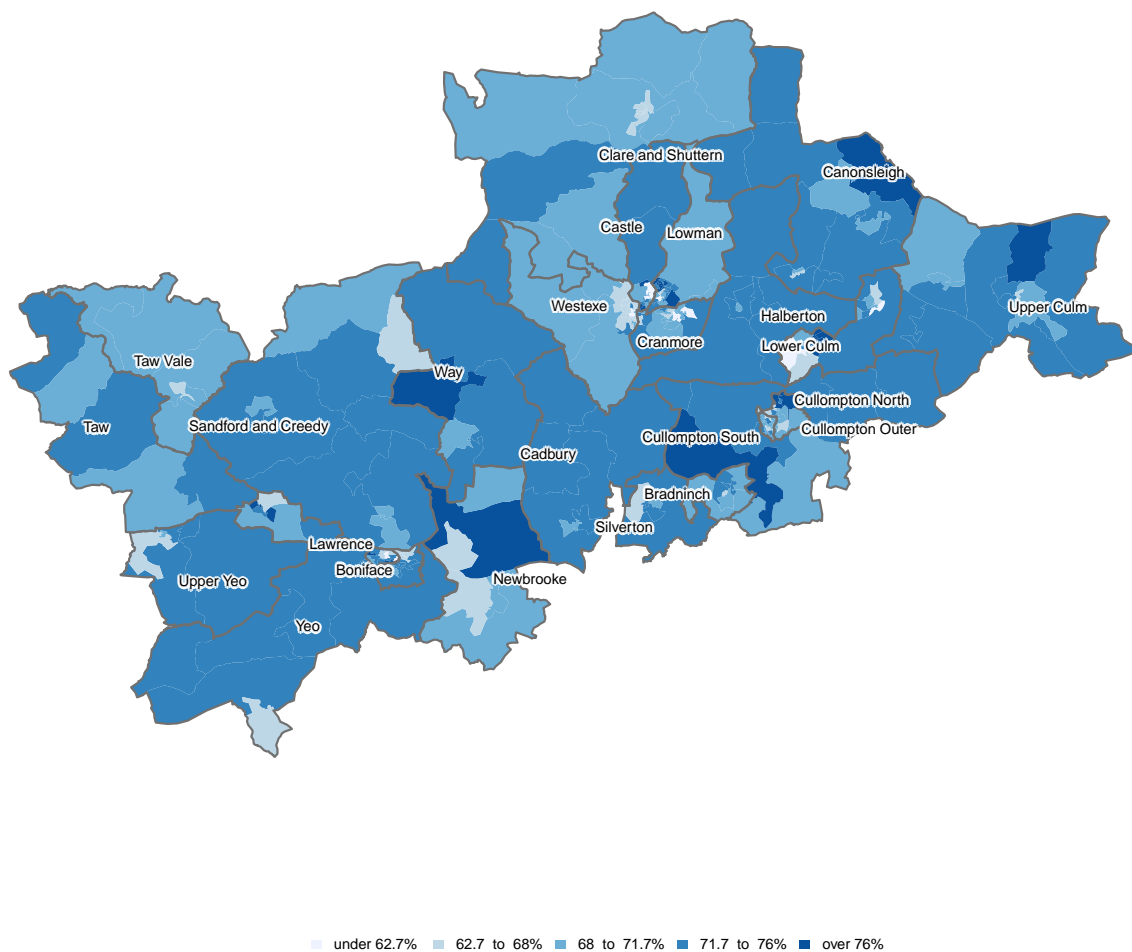 Clare and Shuttern
Canonsleigh
Castle
Lowman
Westexe
Upper Culm
Halberton
Cranmore
Lower Culm
Taw Vale
Way
Cullompton North
Taw
Sandford and Creedy
Cullompton Outer
Cullompton South
Cadbury
Bradninch
Silverton
Lawrence
Boniface
Newbrooke
Upper Yeo
Yeo
under 62.7% 62.7 to 68% 68 to 71.7% 71.7 to 76% over 76%